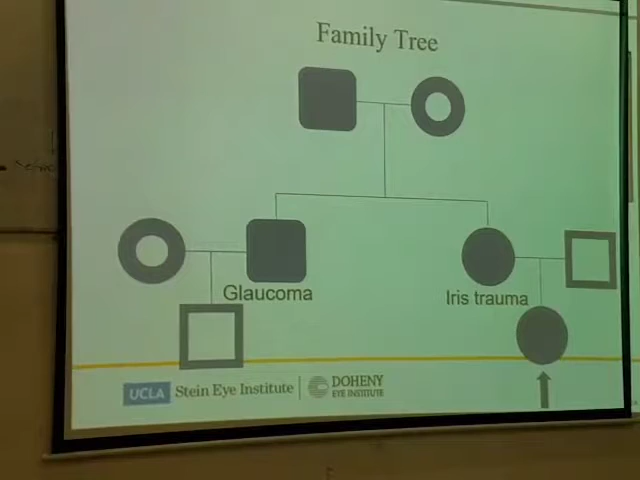 Family Tree
Glaucoma
Iris trauma
UCLA Stein Eye Institute
DOHENY
EYE INSTITUTE